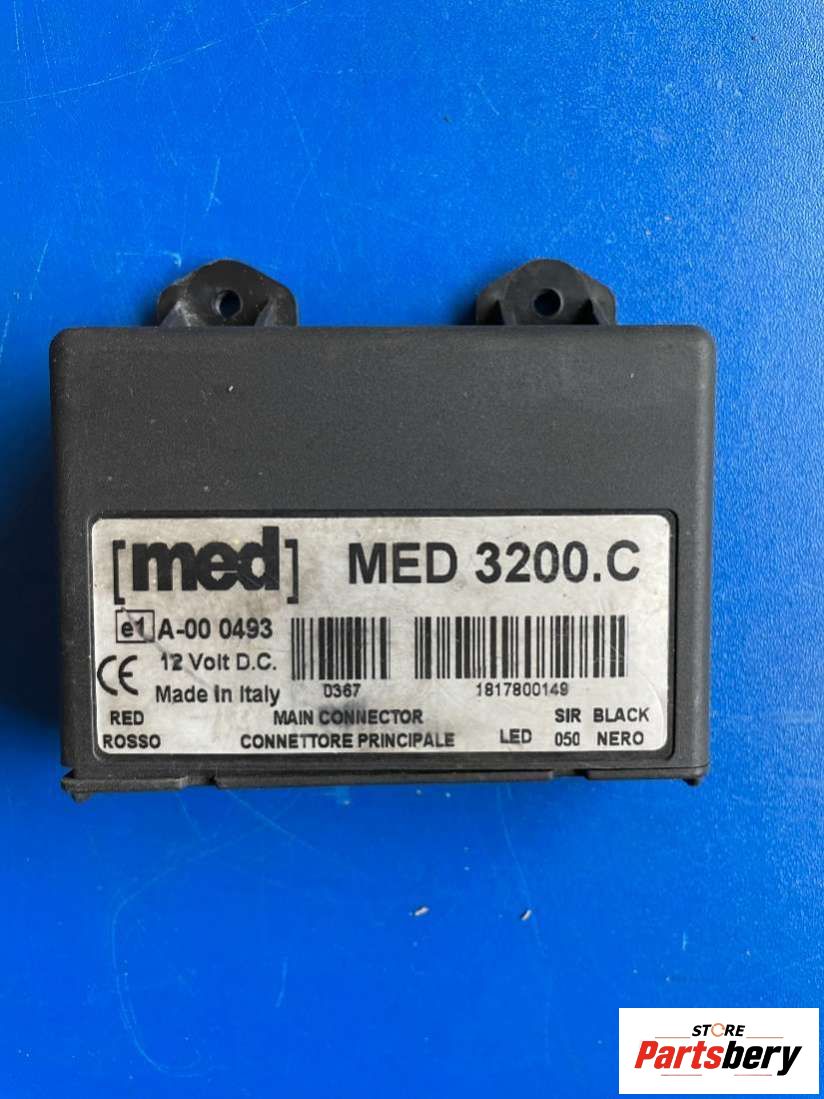 [med] MED 3200.C
e1 A-00 0493
12 Volt D.C.
CE Made in Italy
0367 1817800149
RED MAIN CONNECTOR SIR BLACK
ROSSO CONNETTORE PRINCIPALE LED 050 NERO
STORE
Partsbery